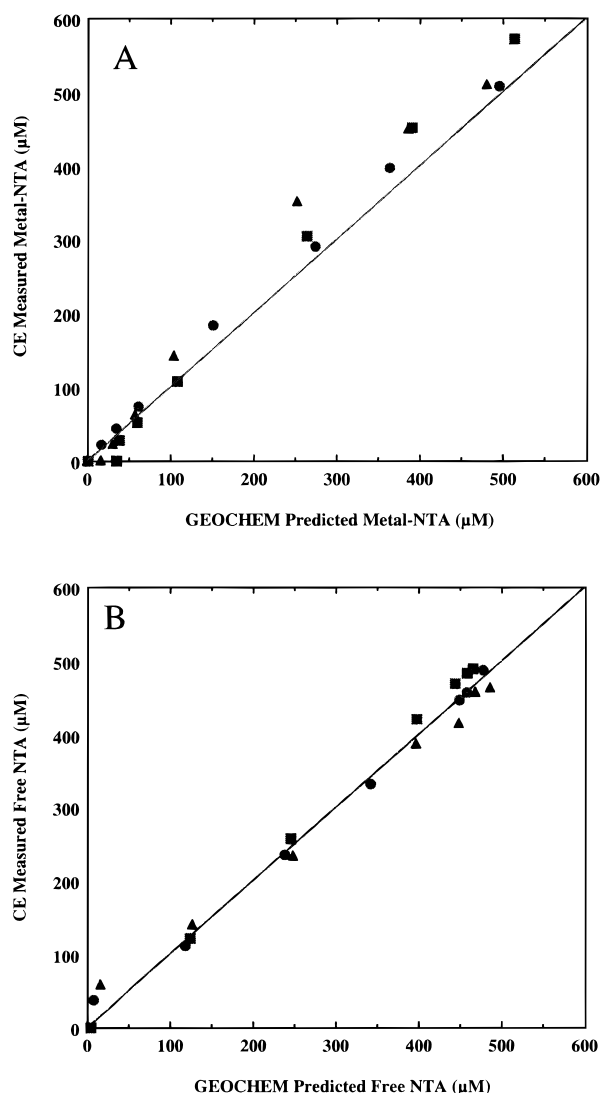 A
600
500
400
300
200
100
0
CE Measured Metal-NTA (µM)
0 100 200 300 400 500 600
GEOCHEM Predicted Metal-NTA (µM)
B
600
500
400
300
200
100
0
CE Measured Free NTA (µM)
0 100 200 300 400 500 600
GEOCHEM Predicted Free NTA (µM)